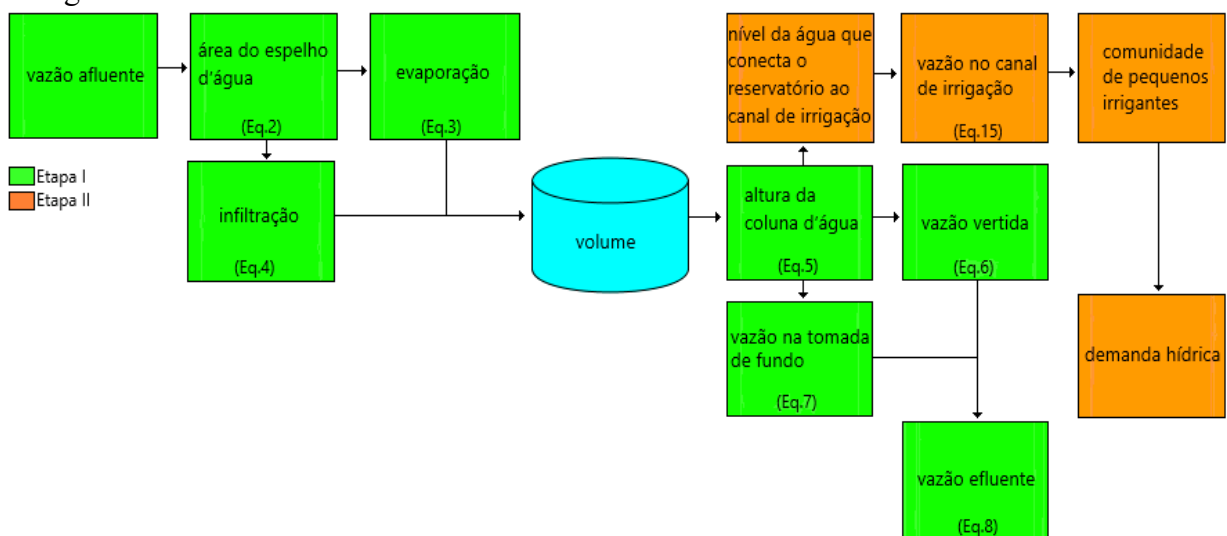 vazão afluente
área do espelho
d'água
(Eq.2)
evaporação
(Eq.3)
nível da água que
conecta o
reservatório ao
canal de irrigação
vazão no canal
de irrigação
(Eq.15)
comunidade
de pequenos
irrigantes
Etapa I
Etapa II
infiltração
(Eq.4)
volume
altura da
coluna d'água
(Eq.5)
vazão vertida
(Eq.6)
vazão na tomada
de fundo
(Eq.7)
demanda hídrica
vazão efluente
(Eq.8)